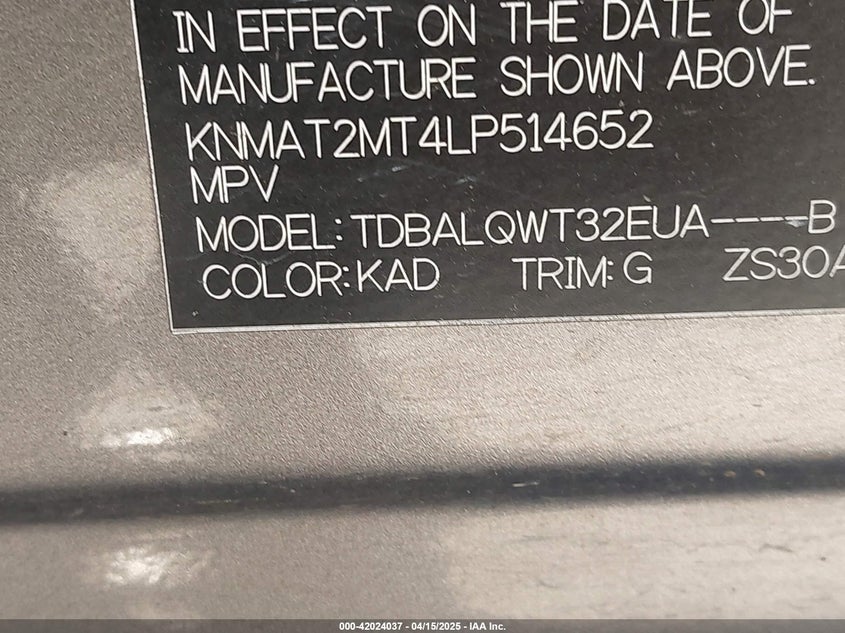 IN EFFECT ON THE DATE OF
MANUFACTURE SHOWN ABOVE.
KNMAT2MT4LP514652
MPV
MODEL:TDBALQWT32EUA----B
COLOR:KAD TRIM:G ZS30A
000-42024037 - 04/15/2025 - IAA Inc.